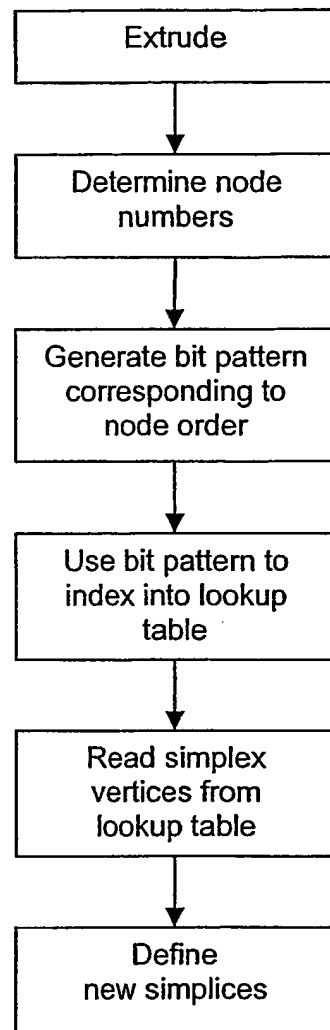 Extrude
Determine node
numbers
Generate bit pattern
corresponding to
node order
Use bit pattern to
index into lookup
table
Read simplex
vertices from
lookup table
Define
new simplices